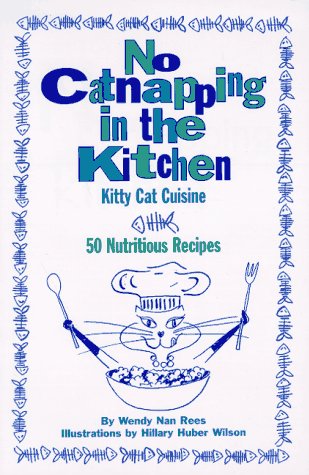 No
Catnapping
in the
Kitchen
Kitty Cat Cuisine
50 Nutritious Recipes
By Wendy Nan Rees
Illustrations by Hillary Huber Wilson